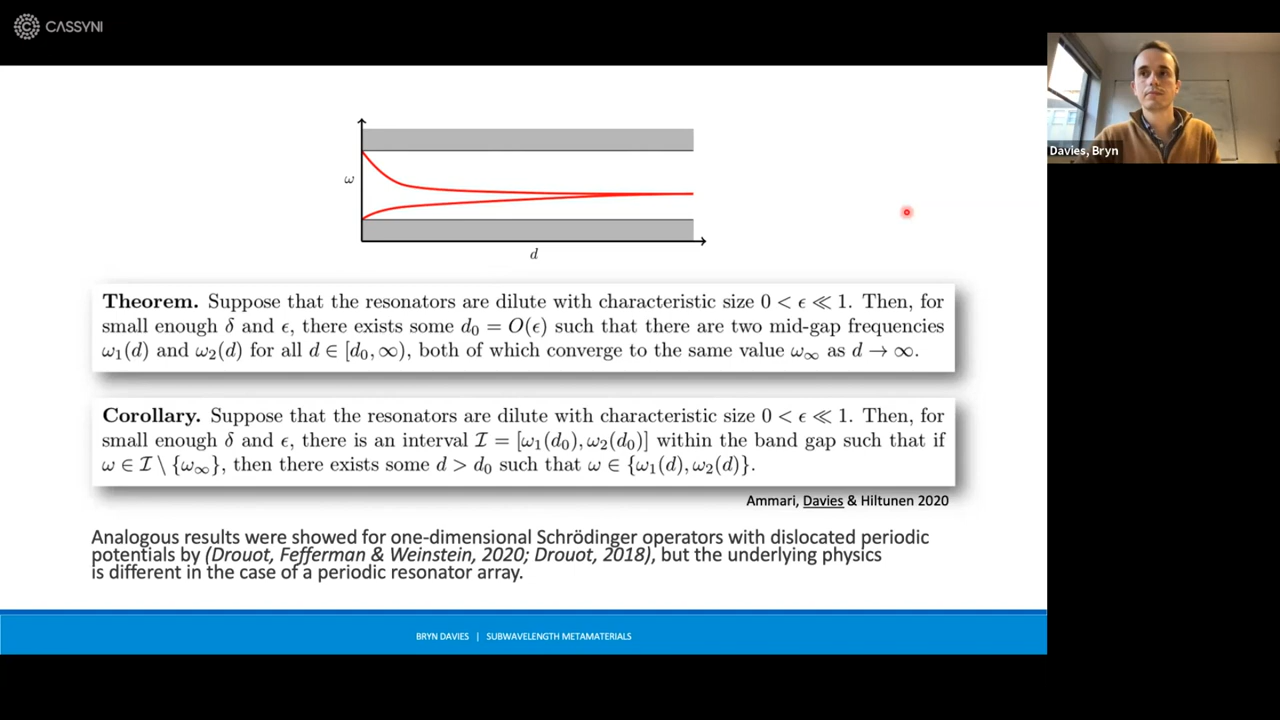 CASSYNI
Davies, Bryn
ω
d
Theorem. Suppose that the resonators are dilute with characteristic size 0 < ϵ ≪ 1. Then, for
small enough δ and ϵ, there exists some d₀ = O(ϵ) such that there are two mid-gap frequencies
ω₁(d) and ω₂(d) for all d ∈ [d₀, ∞), both of which converge to the same value ω∞ as d → ∞.
Corollary. Suppose that the resonators are dilute with characteristic size 0 < ϵ ≪ 1. Then, for
small enough δ and ϵ, there is an interval ℐ = [ω₁(d₀), ω₂(d₀)] within the band gap such that if
ω ∈ ℐ \ {ω∞}, then there exists some d > d₀ such that ω ∈ {ω₁(d), ω₂(d)}.
Ammari, Davies & Hiltunen 2020
Analogous results were showed for one-dimensional Schrödinger operators with dislocated periodic
potentials by (Drouot, Fefferman & Weinstein, 2020; Drouot, 2018), but the underlying physics
is different in the case of a periodic resonator array.
BRYN DAVIES | SUBWAVELENGTH METAMATERIALS